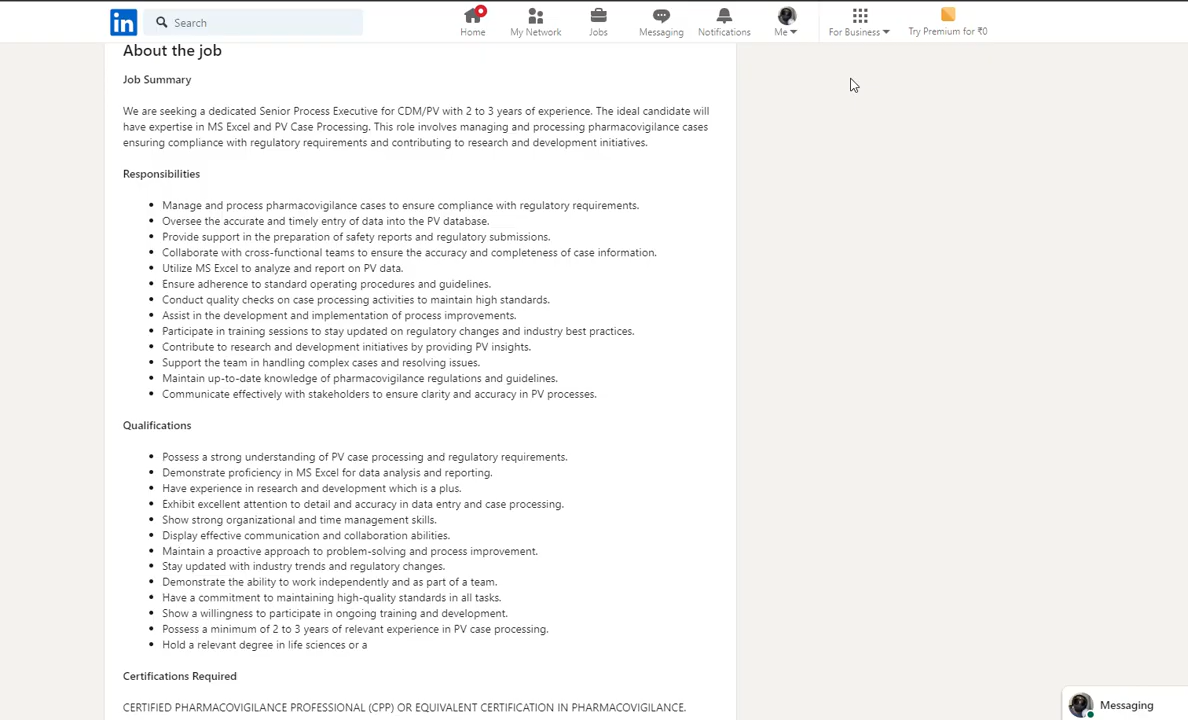 in
Search
Home
My Network
Jobs
Messaging
Notifications
Me
For Business
Try Premium for ₹0
About the job
Job Summary
We are seeking a dedicated Senior Process Executive for CDM/PV with 2 to 3 years of experience. The ideal candidate will
have expertise in MS Excel and PV Case Processing. This role involves managing and processing pharmacovigilance cases
ensuring compliance with regulatory requirements and contributing to research and development initiatives.
Responsibilities
• Manage and process pharmacovigilance cases to ensure compliance with regulatory requirements.
• Oversee the accurate and timely entry of data into the PV database.
• Provide support in the preparation of safety reports and regulatory submissions.
• Collaborate with cross-functional teams to ensure the accuracy and completeness of case information.
• Utilize MS Excel to analyze and report on PV data.
• Ensure adherence to standard operating procedures and guidelines.
• Conduct quality checks on case processing activities to maintain high standards.
• Assist in the development and implementation of process improvements.
• Participate in training sessions to stay updated on regulatory changes and industry best practices.
• Contribute to research and development initiatives by providing PV insights.
• Support the team in handling complex cases and resolving issues.
• Maintain up-to-date knowledge of pharmacovigilance regulations and guidelines.
• Communicate effectively with stakeholders to ensure clarity and accuracy in PV processes.
Qualifications
• Possess a strong understanding of PV case processing and regulatory requirements.
• Demonstrate proficiency in MS Excel for data analysis and reporting.
• Have experience in research and development which is a plus.
• Exhibit excellent attention to detail and accuracy in data entry and case processing.
• Show strong organizational and time management skills.
• Display effective communication and collaboration abilities.
• Maintain a proactive approach to problem-solving and process improvement.
• Stay updated with industry trends and regulatory changes.
• Demonstrate the ability to work independently and as part of a team.
• Have a commitment to maintaining high-quality standards in all tasks.
• Show a willingness to participate in ongoing training and development.
• Possess a minimum of 2 to 3 years of relevant experience in PV case processing.
• Hold a relevant degree in life sciences or a
Certifications Required
CERTIFIED PHARMACOVIGILANCE PROFESSIONAL (CPP) OR EQUIVALENT CERTIFICATION IN PHARMACOVIGILANCE.
Messaging